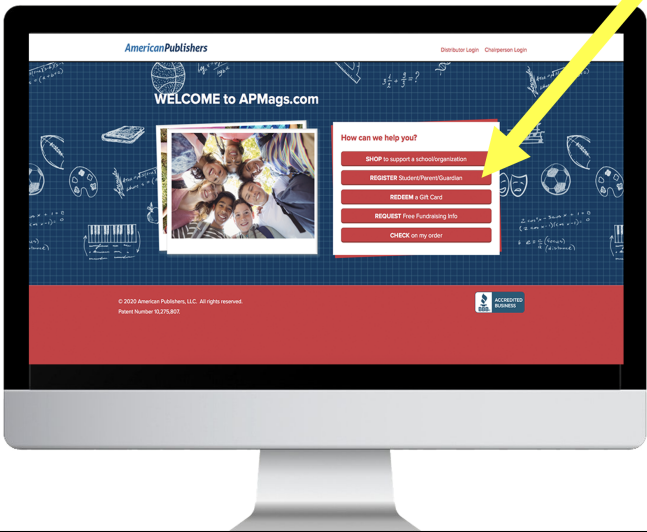 AmericanPublishers
Distributor Login Chairperson Login
WELCOME to APMags.com
How can we help you?
SHOP to support a school/organization
REGISTER Student/Parent/Guardian
REDEEM a Gift Card
REQUEST Free Fundraising Info
CHECK on my order
© 2020 American Publishers, LLC. All rights reserved.
Patent Number 10,275,807.
BBB.
ACCREDITED
BUSINESS